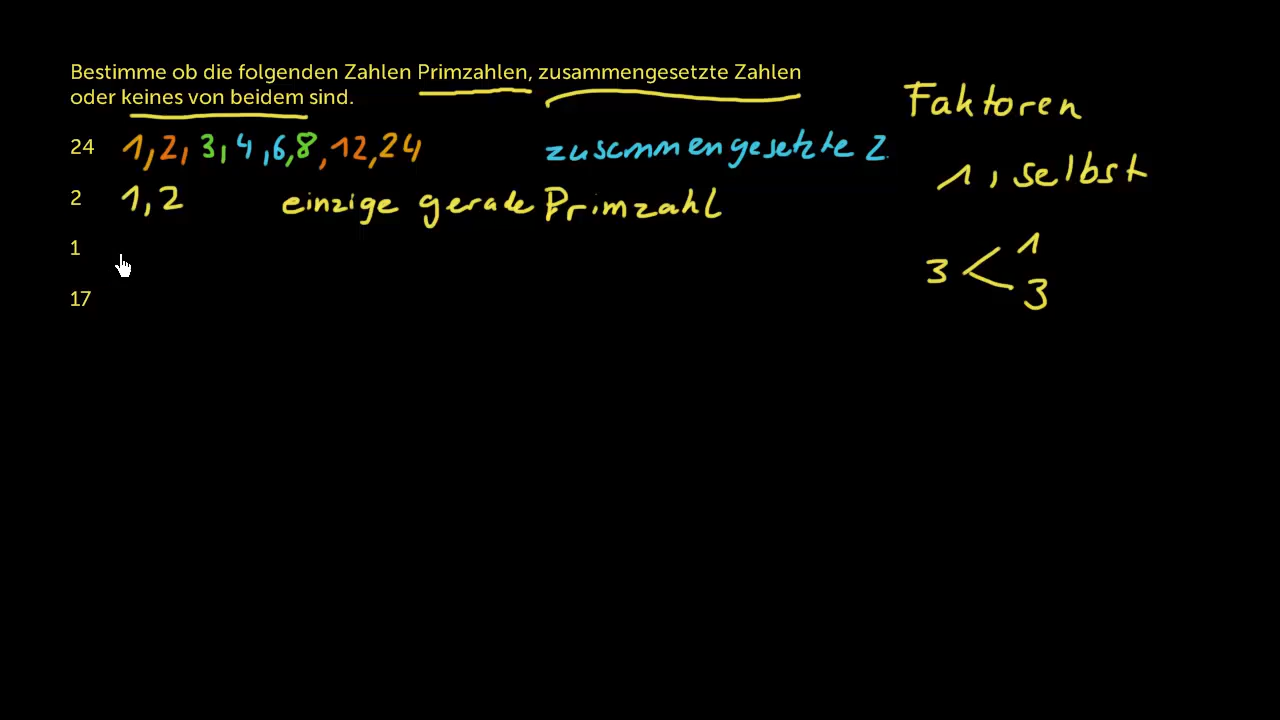 Bestimme ob die folgenden Zahlen Primzahlen, zusammengesetzte Zahlen
oder keines von beidem sind.
Faktoren
24 1, 2, 3, 4, 6, 8, 12, 24 zusammengesetzte Z.
1, selbst
2 1, 2 einzige gerade Primzahl
1
3 < 1
3
17